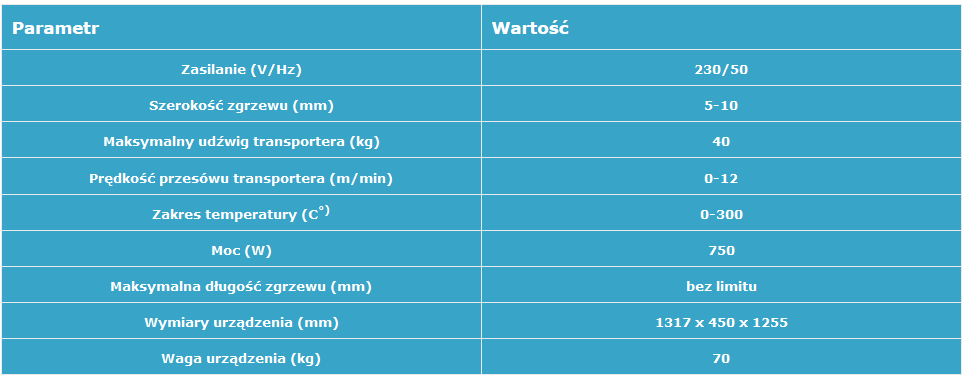 Parametr Wartość
Zasilanie (V/Hz) 230/50
Szerokość zgrzewu (mm) 5-10
Maksymalny udźwig transportera (kg) 40
Prędkość przesówu transportera (m/min) 0-12
Zakres temperatury (C°) 0-300
Moc (W) 750
Maksymalna długość zgrzewu (mm) bez limitu
Wymiary urządzenia (mm) 1317 x 450 x 1255
Waga urządzenia (kg) 70